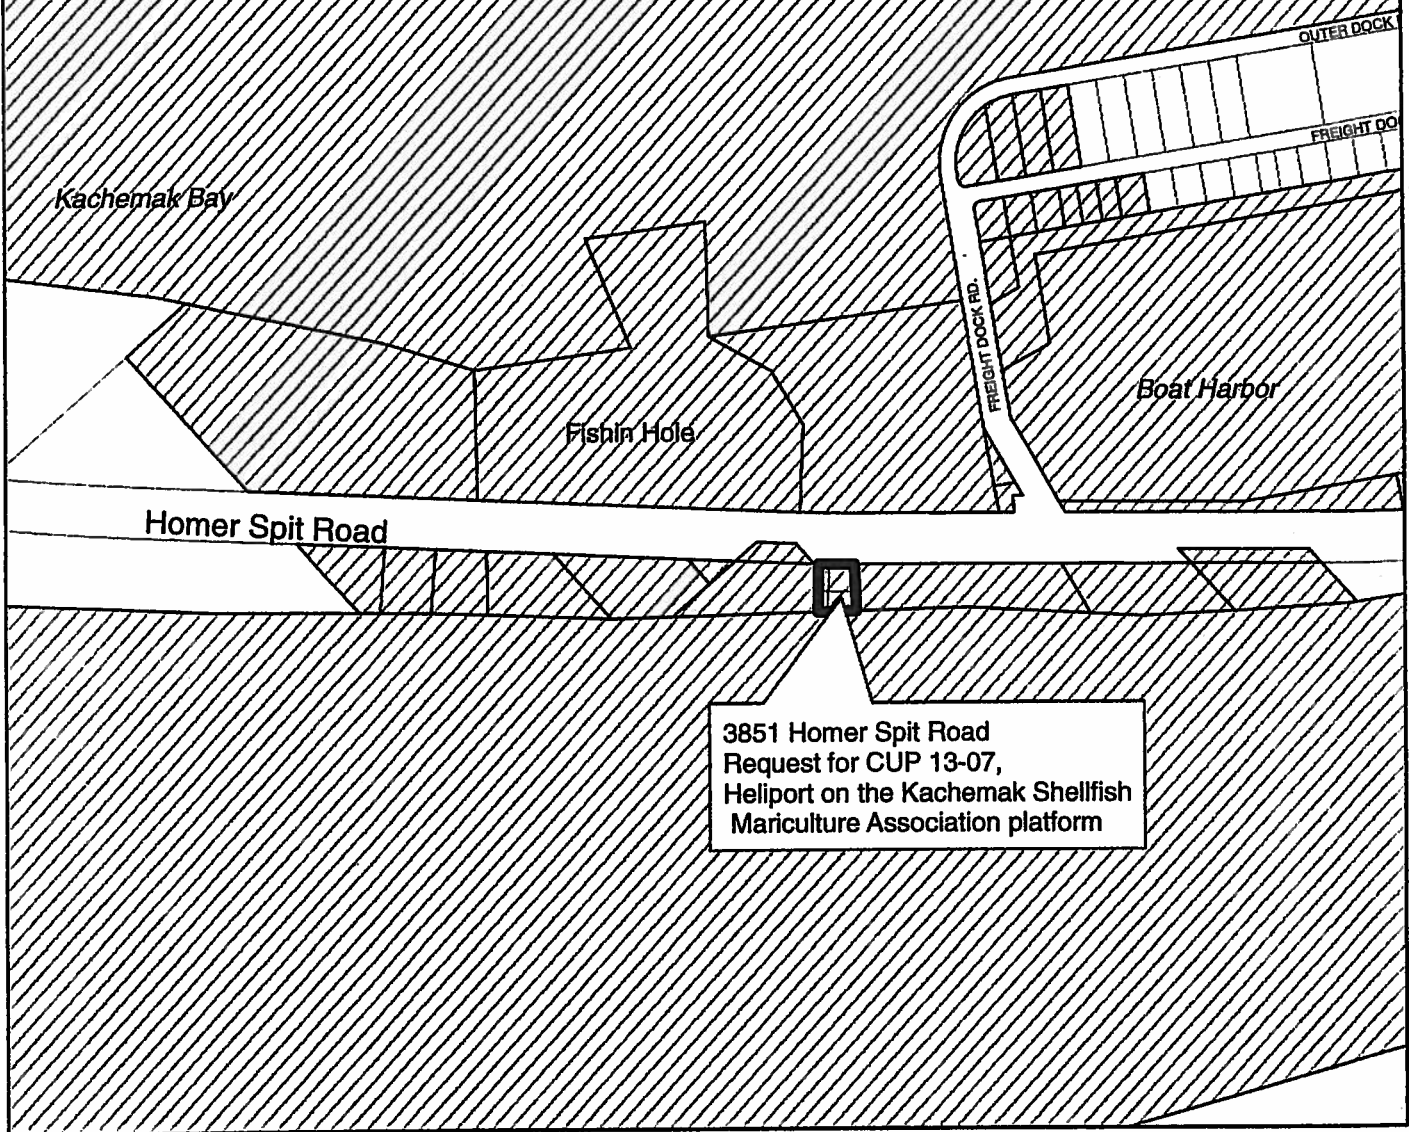 OUTER DOCK
FREIGHT DO
Kachemak Bay
FREIGHT DOCK RD.
Boat Harbor
Fishin Hole
Homer Spit Road
3851 Homer Spit Road
Request for CUP 13-07,
Heliport on the Kachemak Shellfish
Mariculture Association platform